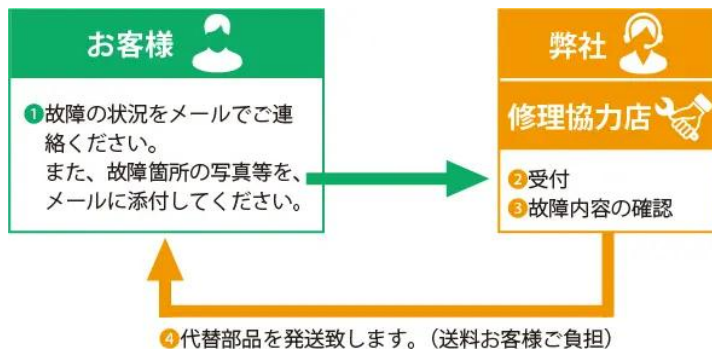 お客様
❶故障の状況をメールでご連
絡ください。
また、故障箇所の写真等を、
メールに添付してください。
弊社
修理協力店
❷受付
❸故障内容の確認
❹代替部品を発送致します。(送料お客様ご負担)